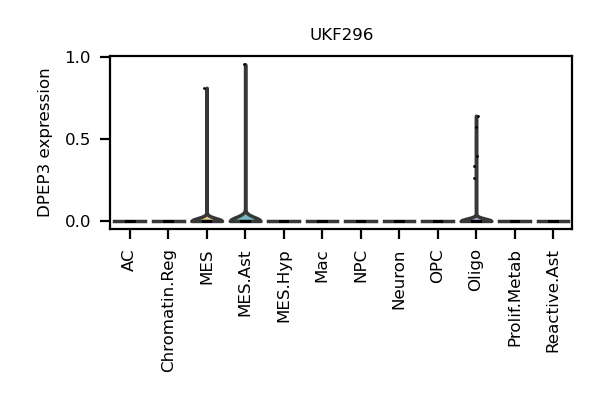 UKF296
DPEP3 expression
1.0
0.5
0.0
AC
Chromatin.Reg
MES
MES.Ast
MES.Hyp
Mac
NPC
Neuron
OPC
Oligo
Prolif.Metab
Reactive.Ast